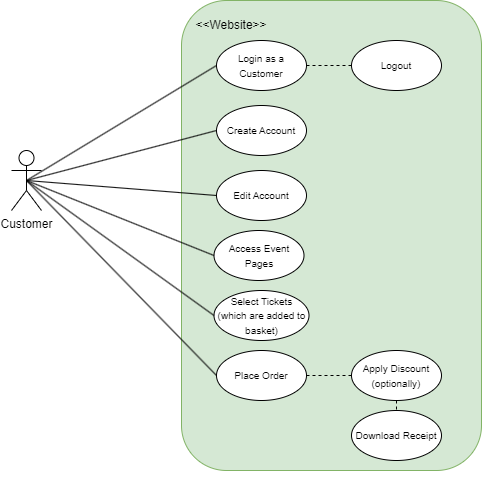 <<Website>>
Login as a
Customer
Logout
Create Account
Edit Account
Customer
Access Event
Pages
Select Tickets
(which are added to
basket)
Place Order
Apply Discount
(optionally)
Download Receipt